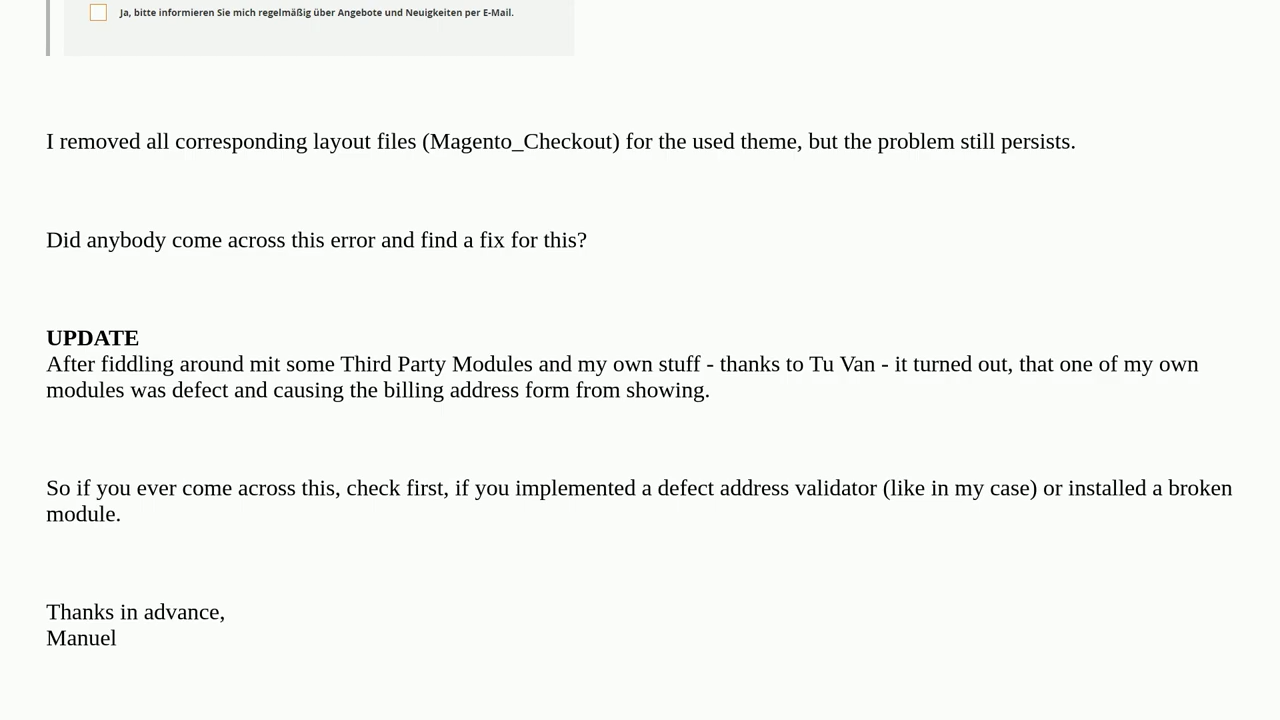 Ja, bitte informieren Sie mich regelmäßig über Angebote und Neuigkeiten per E-Mail.
I removed all corresponding layout files (Magento_Checkout) for the used theme, but the problem still persists.
Did anybody come across this error and find a fix for this?
UPDATE
After fiddling around mit some Third Party Modules and my own stuff - thanks to Tu Van - it turned out, that one of my own
modules was defect and causing the billing address form from showing.
So if you ever come across this, check first, if you implemented a defect address validator (like in my case) or installed a broken
module.
Thanks in advance,
Manuel